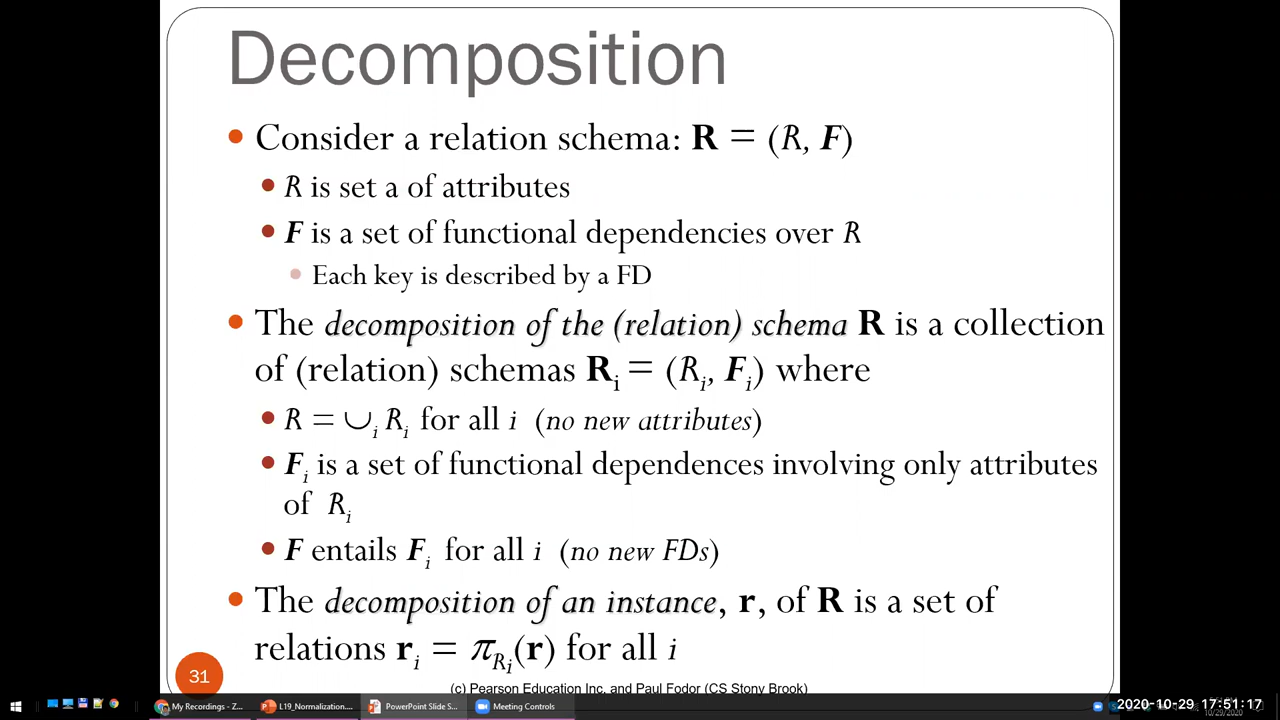 Decomposition
• Consider a relation schema: R = (R, F)
• R is set a of attributes
• F is a set of functional dependencies over R
• Each key is described by a FD
• The decomposition of the (relation) schema R is a collection
of (relation) schemas Rᵢ = (Rᵢ, Fᵢ) where
• R = ∪ᵢ Rᵢ for all i (no new attributes)
• Fᵢ is a set of functional dependences involving only attributes
of Rᵢ
• F entails Fᵢ for all i (no new FDs)
• The decomposition of an instance, r, of R is a set of
relations rᵢ = π_Rᵢ(r) for all i
31
(c) Pearson Education Inc. and Paul Fodor (CS Stony Brook)
My Recordings - Z...
L19_Normalization....
PowerPoint Slide S...
Meeting Controls
2020-10-29 17:51:17